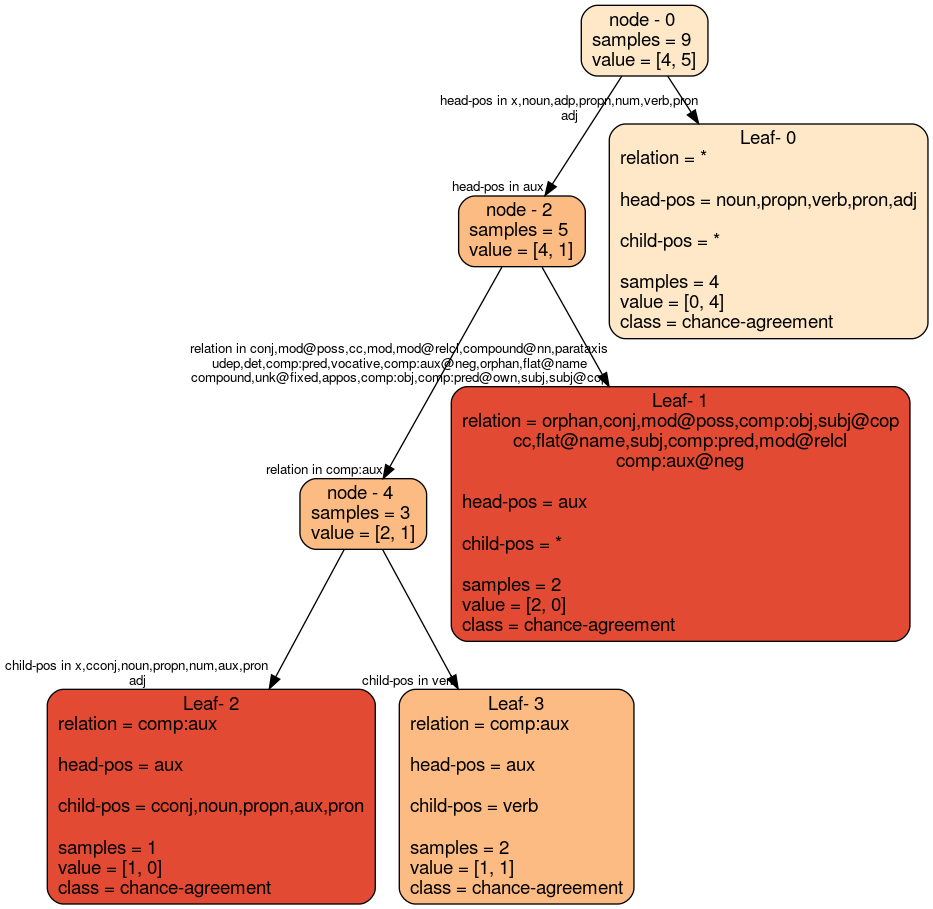 node - 0
samples = 9
value = [4, 5]
head-pos in x,noun,adp,propn,num,verb,pron
adj
Leaf- 0
relation = *
head-pos = noun,propn,verb,pron,adj
child-pos = *
samples = 4
value = [0, 4]
class = chance-agreement
head-pos in aux
node - 2
samples = 5
value = [4, 1]
relation in conj,mod@poss,cc,mod,mod@relcl,compound@nn,parataxis
udep,det,comp:pred,vocative,comp:aux@neg,orphan,flat@name
compound,unk@fixed,appos,comp:obj,comp:pred@own,subj,subj@cop
Leaf- 1
relation = orphan,conj,mod@poss,comp:obj,subj@cop
cc,flat@name,subj,comp:pred,mod@relcl
comp:aux@neg
head-pos = aux
child-pos = *
samples = 2
value = [2, 0]
class = chance-agreement
relation in comp:aux
node - 4
samples = 3
value = [2, 1]
child-pos in x,cconj,noun,propn,num,aux,pron
adj
Leaf- 2
relation = comp:aux
head-pos = aux
child-pos = cconj,noun,propn,aux,pron
samples = 1
value = [1, 0]
class = chance-agreement
child-pos in verb
Leaf- 3
relation = comp:aux
head-pos = aux
child-pos = verb
samples = 2
value = [1, 1]
class = chance-agreement